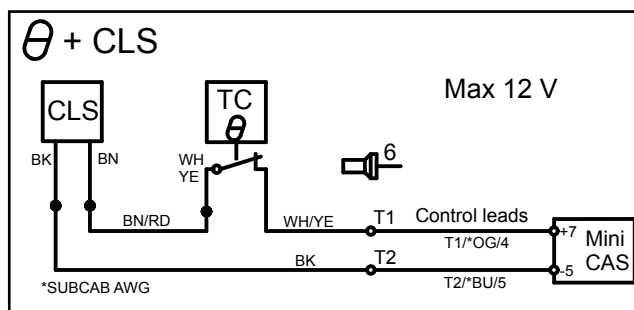 θ + CLS
CLS
TC
θ
Max 12 V
BK
BN
WH
YE
6
BN/RD
WH/YE
T1
Control leads
T1/*OG/4
+7
Mini
CAS
-5
BK
T2
T2/*BU/5
*SUBCAB AWG